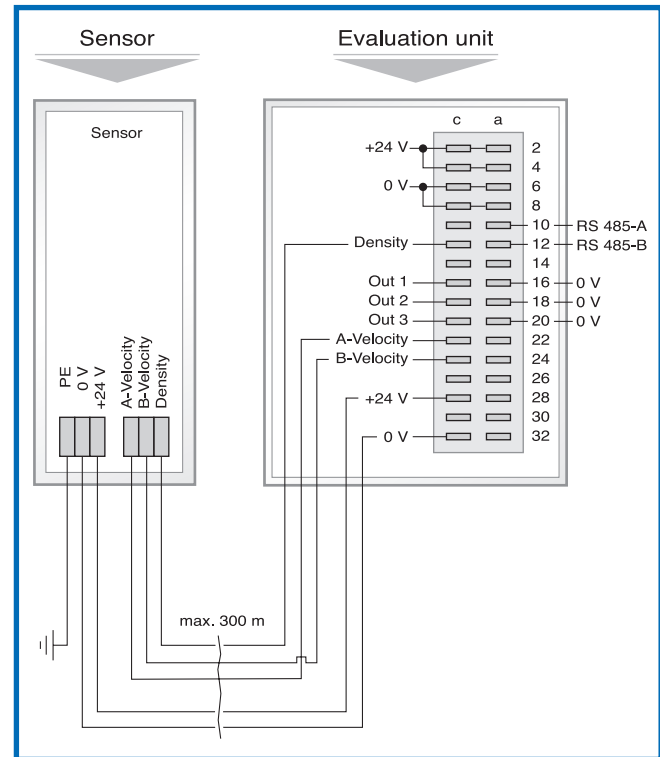 Sensor
Evaluation unit
Sensor
c a
+24 V 2
4
0 V 6
8
10 RS 485-A
Density 12 RS 485-B
14
Out 1 16 0 V
Out 2 18 0 V
Out 3 20 0 V
A-Velocity 22
B-Velocity 24
26
+24 V 28
30
0 V 32
PE
0 V
+24 V
A-Velocity
B-Velocity
Density
max. 300 m